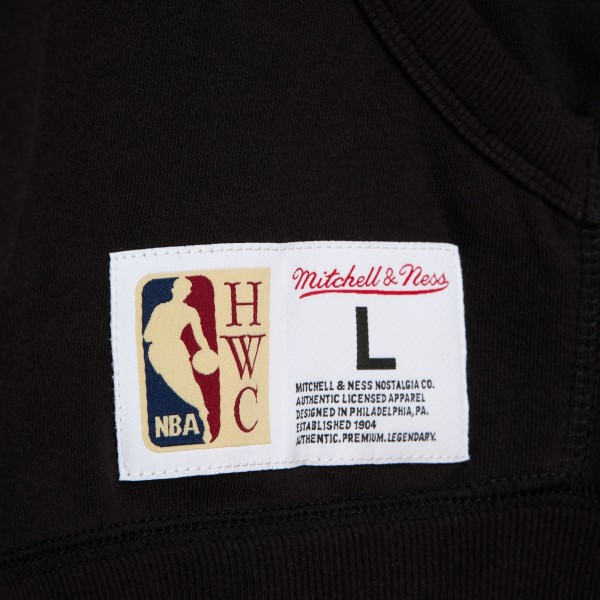 NBA
HWC
Mitchell & Ness
L
MITCHELL & NESS NOSTALGIA CO.
AUTHENTIC LICENSED APPAREL
DESIGNED IN PHILADELPHIA, PA.
ESTABLISHED 1904
AUTHENTIC. PREMIUM. LEGENDARY.